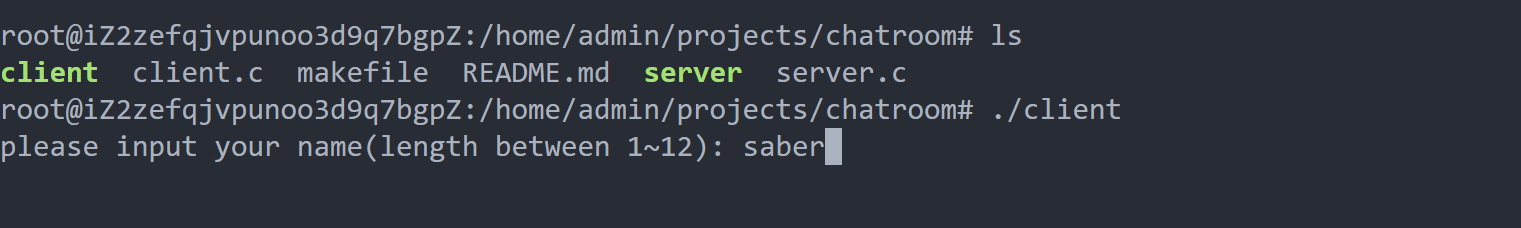 root@iZ2zefqjvpunoo3d9q7bgpZ:/home/admin/projects/chatroom# ls
client  client.c  makefile  README.md  server  server.c
root@iZ2zefqjvpunoo3d9q7bgpZ:/home/admin/projects/chatroom# ./client
please input your name(length between 1~12): saber